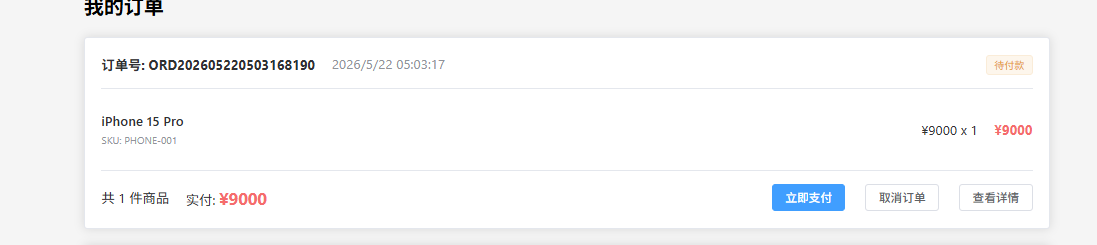 我的订单
订单号: ORD202605220503168190 2026/5/22 05:03:17 待付款
iPhone 15 Pro
SKU: PHONE-001
¥9000 x 1 ¥9000
共 1 件商品 实付: ¥9000 立即支付 取消订单 查看详情